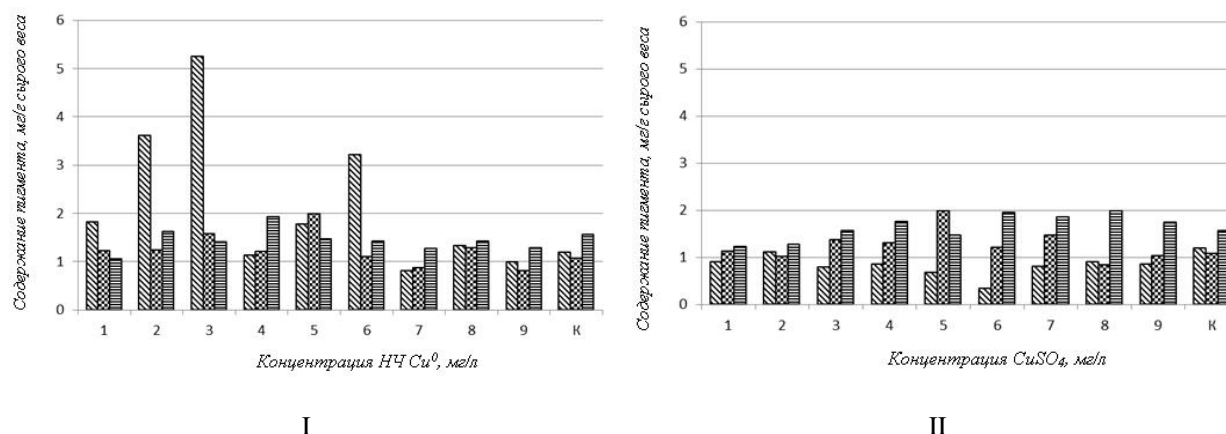 Содержание пигмента, мг/г сырого веса
6
5
4
3
2
1
0
1 2 3 4 5 6 7 8 9 К
Концентрация НЧ Cu⁰, мг/л
I
Содержание пигмента, мг/г сырого веса
6
5
4
3
2
1
0
1 2 3 4 5 6 7 8 9 К
Концентрация CuSO₄, мг/л
II